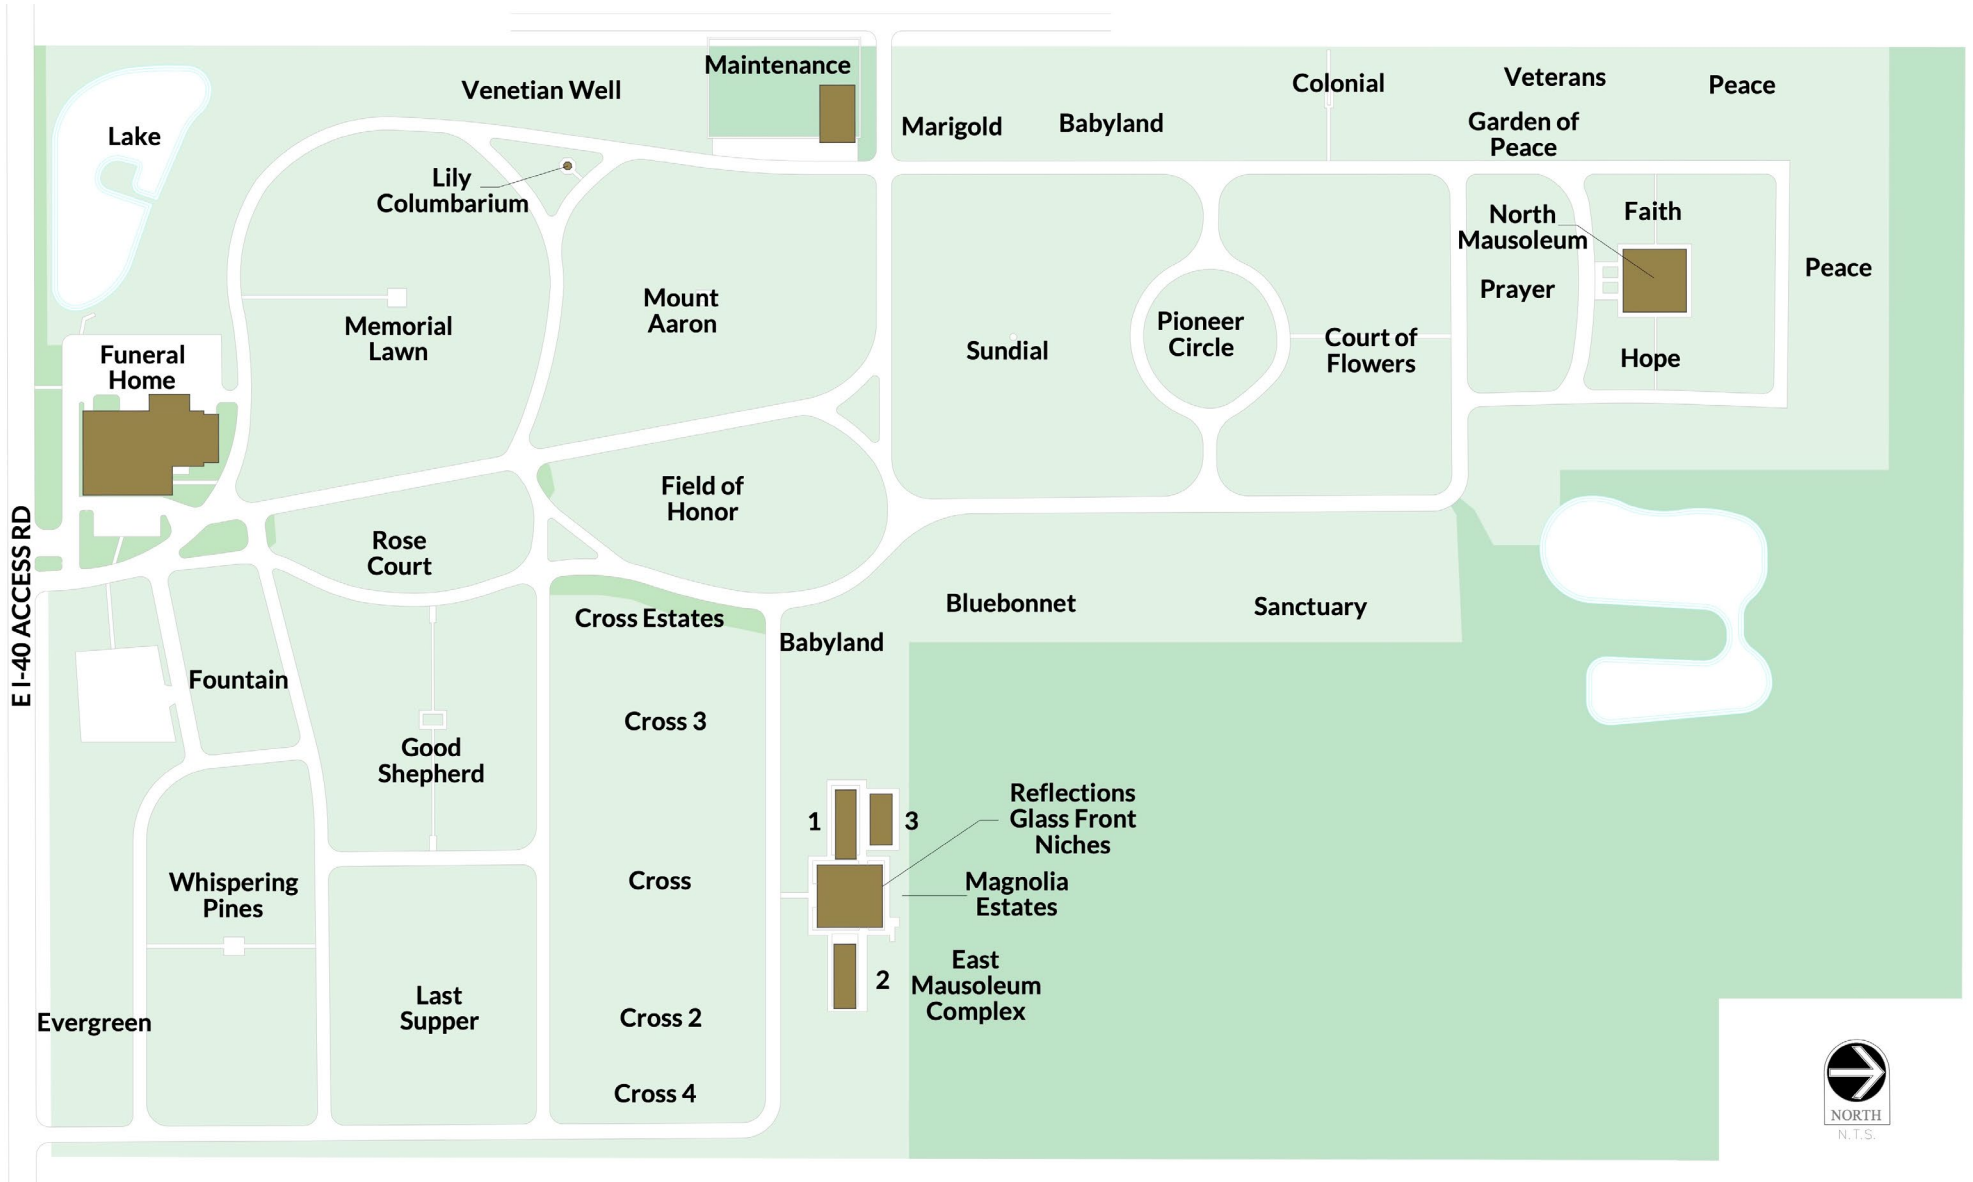 Maintenance
Venetian Well
Colonial
Veterans
Peace
Lake
Marigold
Babyland
Garden of
Peace
Lily
Columbarium
North
Mausoleum
Faith
Mount
Aaron
Prayer
Peace
Memorial
Lawn
Sundial
Pioneer
Circle
Court of
Flowers
Hope
Funeral
Home
Field of
Honor
Rose
Court
E I-40 ACCESS RD
Cross Estates
Babyland
Bluebonnet
Sanctuary
Fountain
Cross 3
Good
Shepherd
1
3
Reflections
Glass Front
Niches
Whispering
Pines
Cross
Magnolia
Estates
2
East
Mausoleum
Complex
Evergreen
Last
Supper
Cross 2
Cross 4
NORTH
N.T.S.